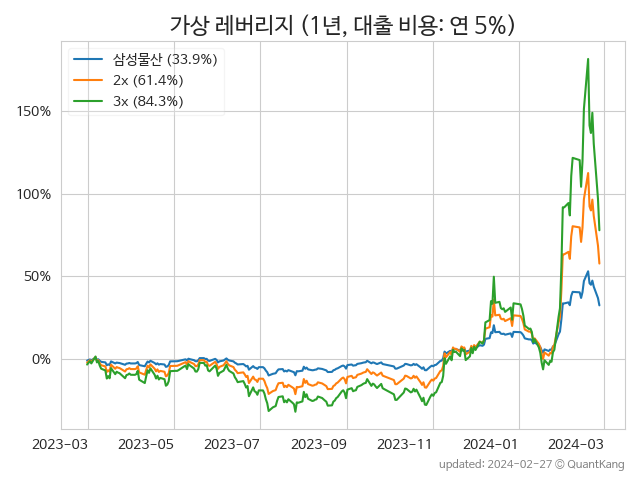 가상 레버리지 (1년, 대출 비용: 연 5%)
삼성물산 (33.9%)
2x (61.4%)
3x (84.3%)
150%
100%
50%
0%
2023-03 2023-05 2023-07 2023-09 2023-11 2024-01 2024-03
updated: 2024-02-27 © QuantKang